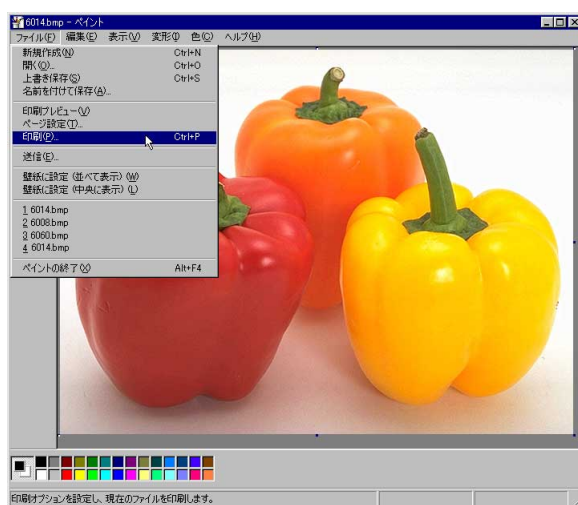 6014.bmp - ペイント
ファイル(F) 編集(E) 表示(V) 変形(I) 色(C) ヘルプ(H)
新規作成(N) Ctrl+N
開く(O)... Ctrl+O
上書き保存(S) Ctrl+S
名前を付けて保存(A)...
印刷プレビュー(V)
ページ設定(T)...
印刷(P)... Ctrl+P
送信(E)...
壁紙に設定 (並べて表示) (W)
壁紙に設定 (中央に表示) (L)
1 6014.bmp
2 6008.bmp
3 6060.bmp
4 6014.bmp
ペイントの終了(X) Alt+F4
印刷オプションを設定し、現在のファイルを印刷します。